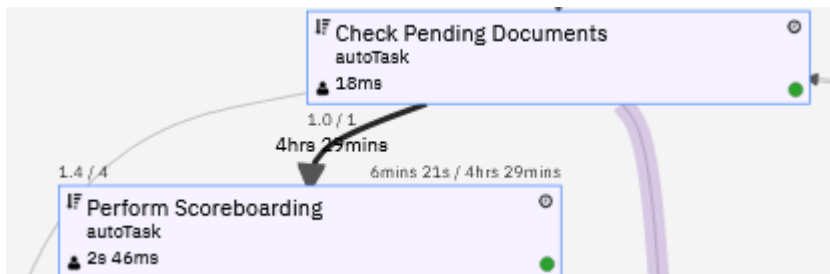 Check Pending Documents
autoTask
18ms
1.0 / 1
4hrs 29mins
1.4 / 4
6mins 21s / 4hrs 29mins
Perform Scoreboarding
autoTask
2s 46ms